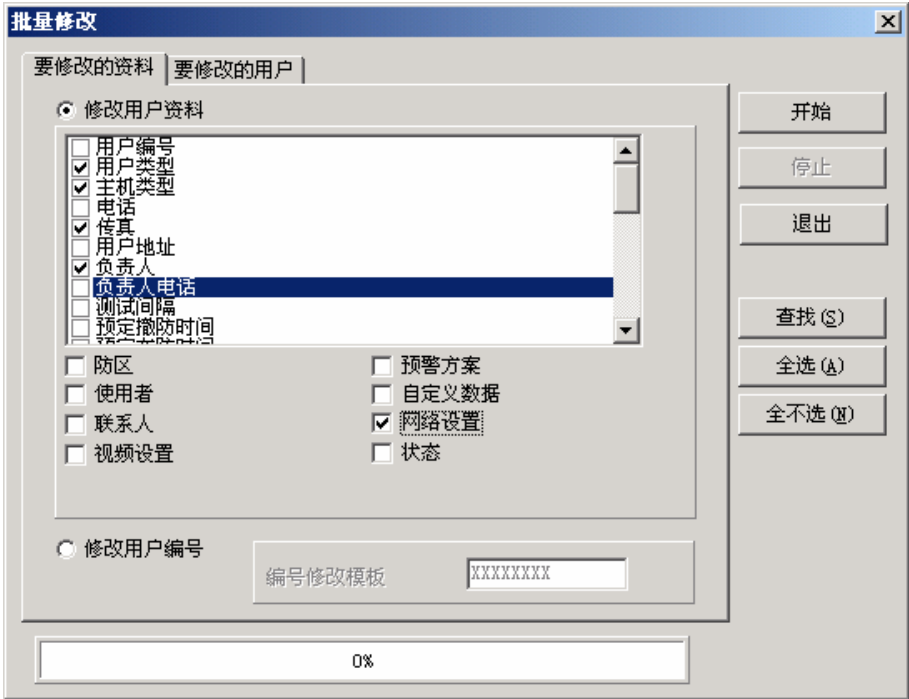 批量修改
要修改的资料 要修改的用户
修改用户资料
用户编号
用户类型
主机类型
电话
传真
用户地址
负责人
负责人电话
测试间隔
预定撤防时间
预定布防时间
防区
预警方案
使用者
自定义数据
联系人
网络设置
视频设置
状态
修改用户编号
编号修改模板 XXXXXXXX
0%
开始
停止
退出
查找(S)
全选(A)
全不选(N)